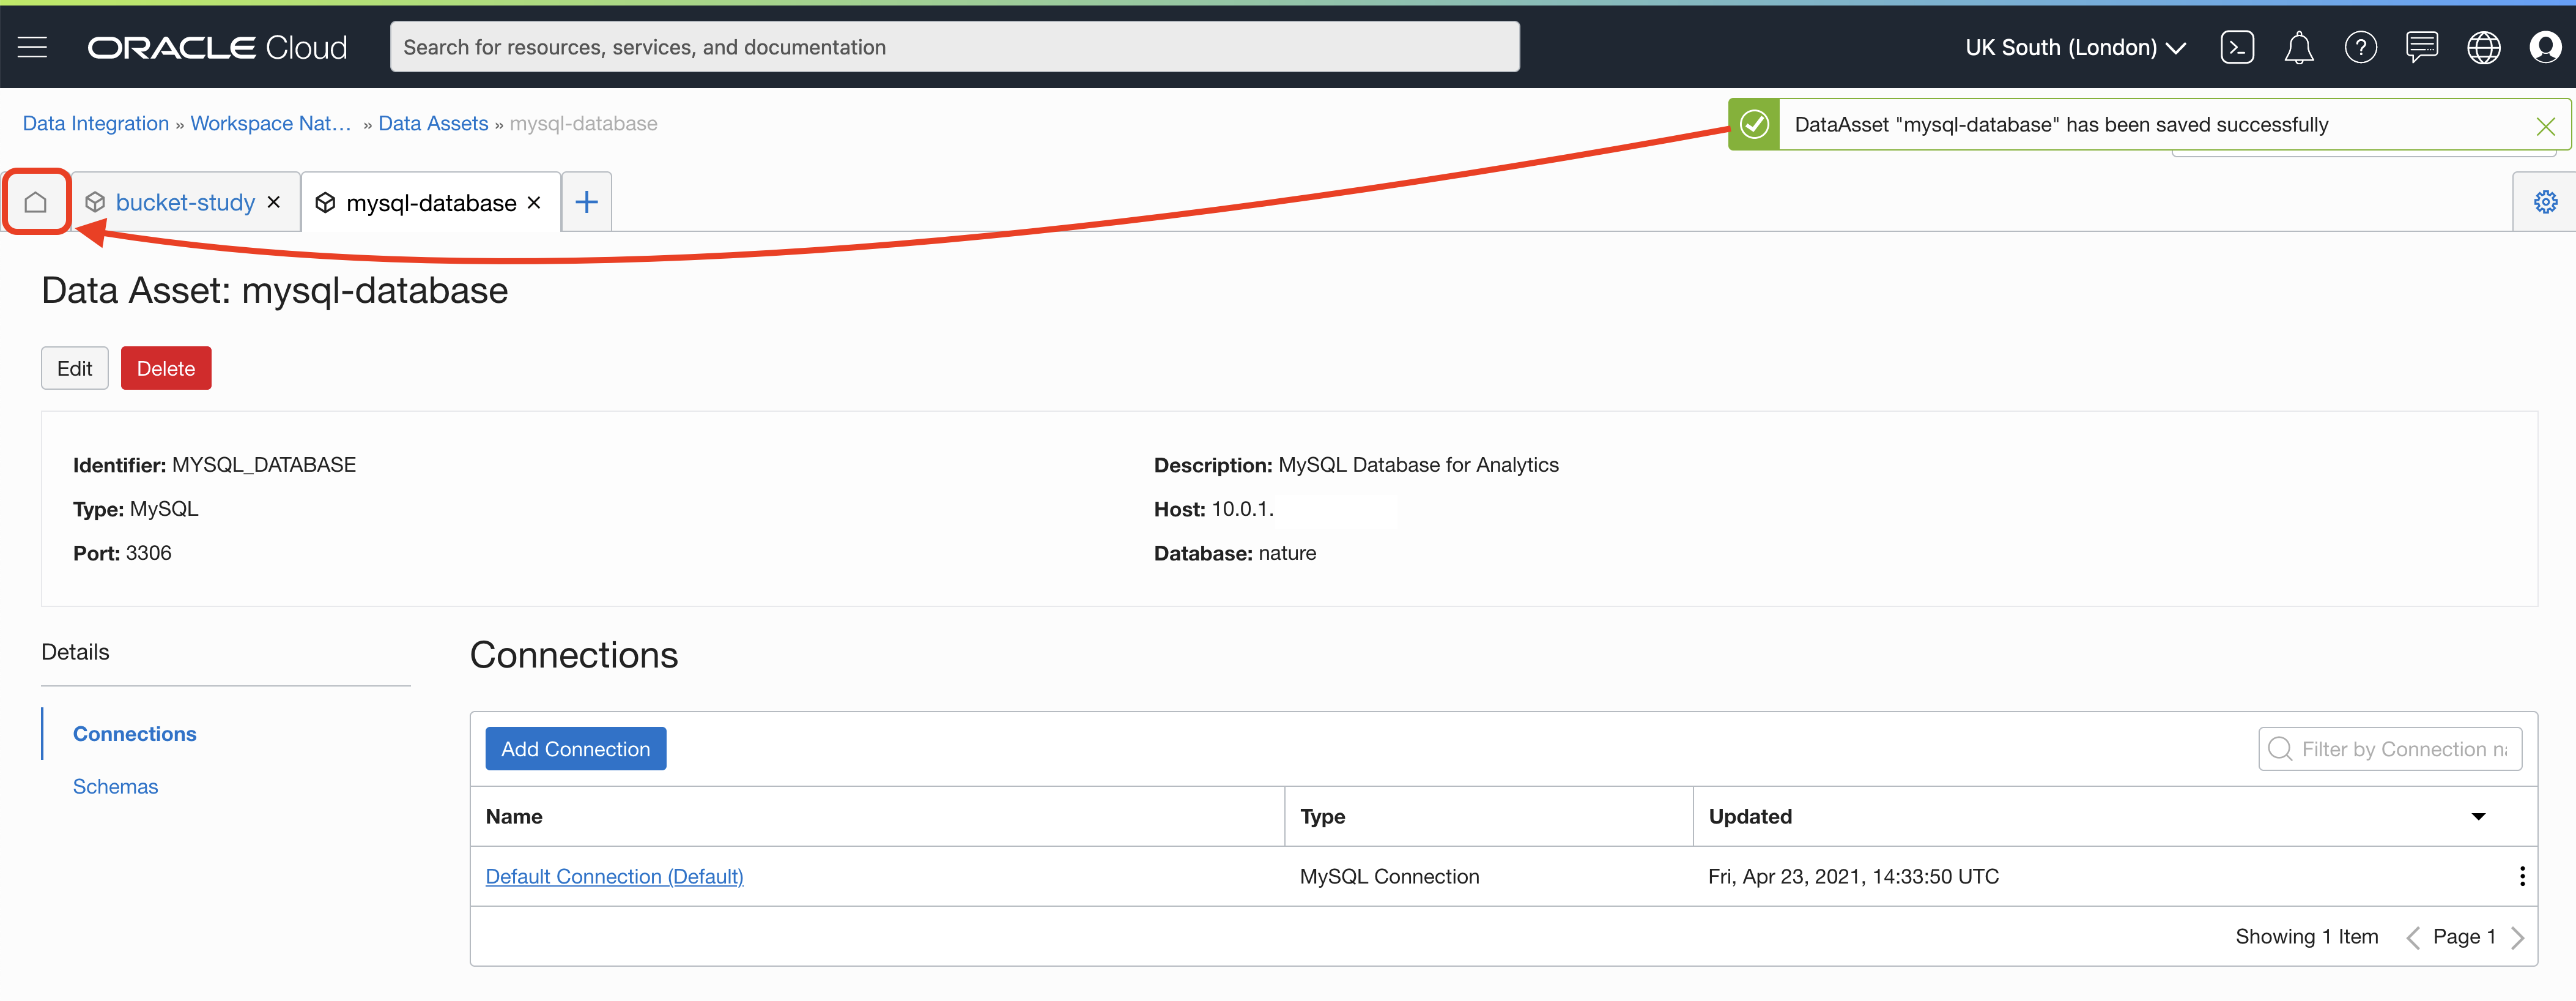 ORACLE Cloud
Search for resources, services, and documentation
UK South (London)
Data Integration » Workspace Nat... » Data Assets » mysql-database
DataAsset "mysql-database" has been saved successfully
bucket-study
mysql-database
Data Asset: mysql-database
Edit
Delete
Identifier: MYSQL_DATABASE
Description: MySQL Database for Analytics
Type: MySQL
Host: 10.0.1.
Port: 3306
Database: nature
Details
Connections
Schemas
Connections
Add Connection
Filter by Connection na
Name Type Updated
Default Connection (Default) MySQL Connection Fri, Apr 23, 2021, 14:33:50 UTC
Showing 1 Item Page 1